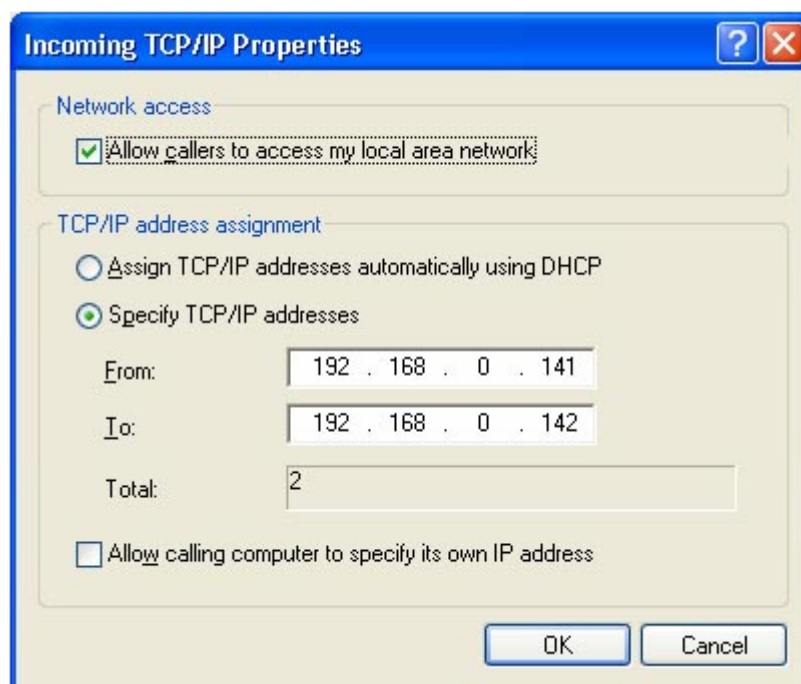 Incoming TCP/IP Properties
Network access
Allow callers to access my local area network
TCP/IP address assignment
Assign TCP/IP addresses automatically using DHCP
Specify TCP/IP addresses
From: 192 . 168 . 0 . 141
To: 192 . 168 . 0 . 142
Total: 2
Allow calling computer to specify its own IP address
OK Cancel